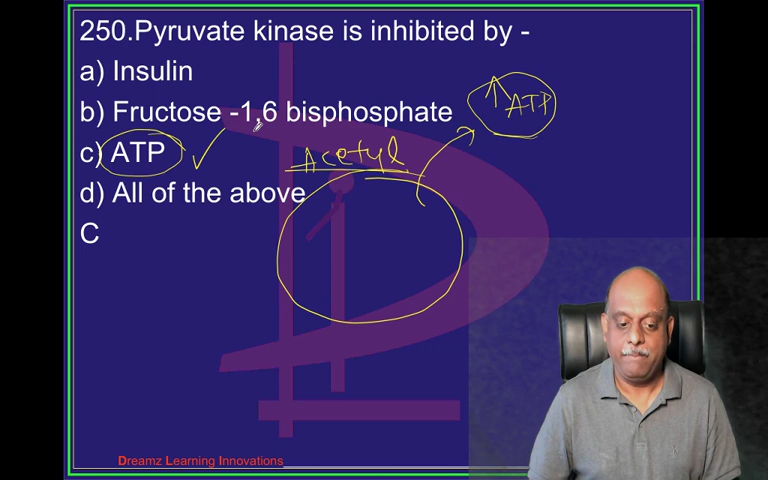 250.Pyruvate kinase is inhibited by -
a) Insulin
b) Fructose -1,6 bisphosphate
↑ ATP
c) ATP ✓
Acetyl
d) All of the above
C
Dreamz Learning Innovations